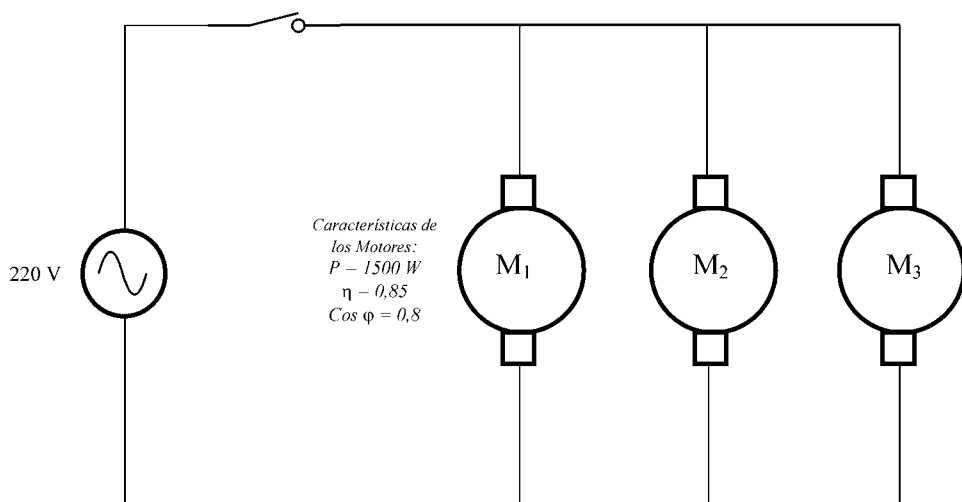 220 V
Características de
los Motores:
P – 1500 W
η – 0,85
Cos φ = 0,8
M₁
M₂
M₃